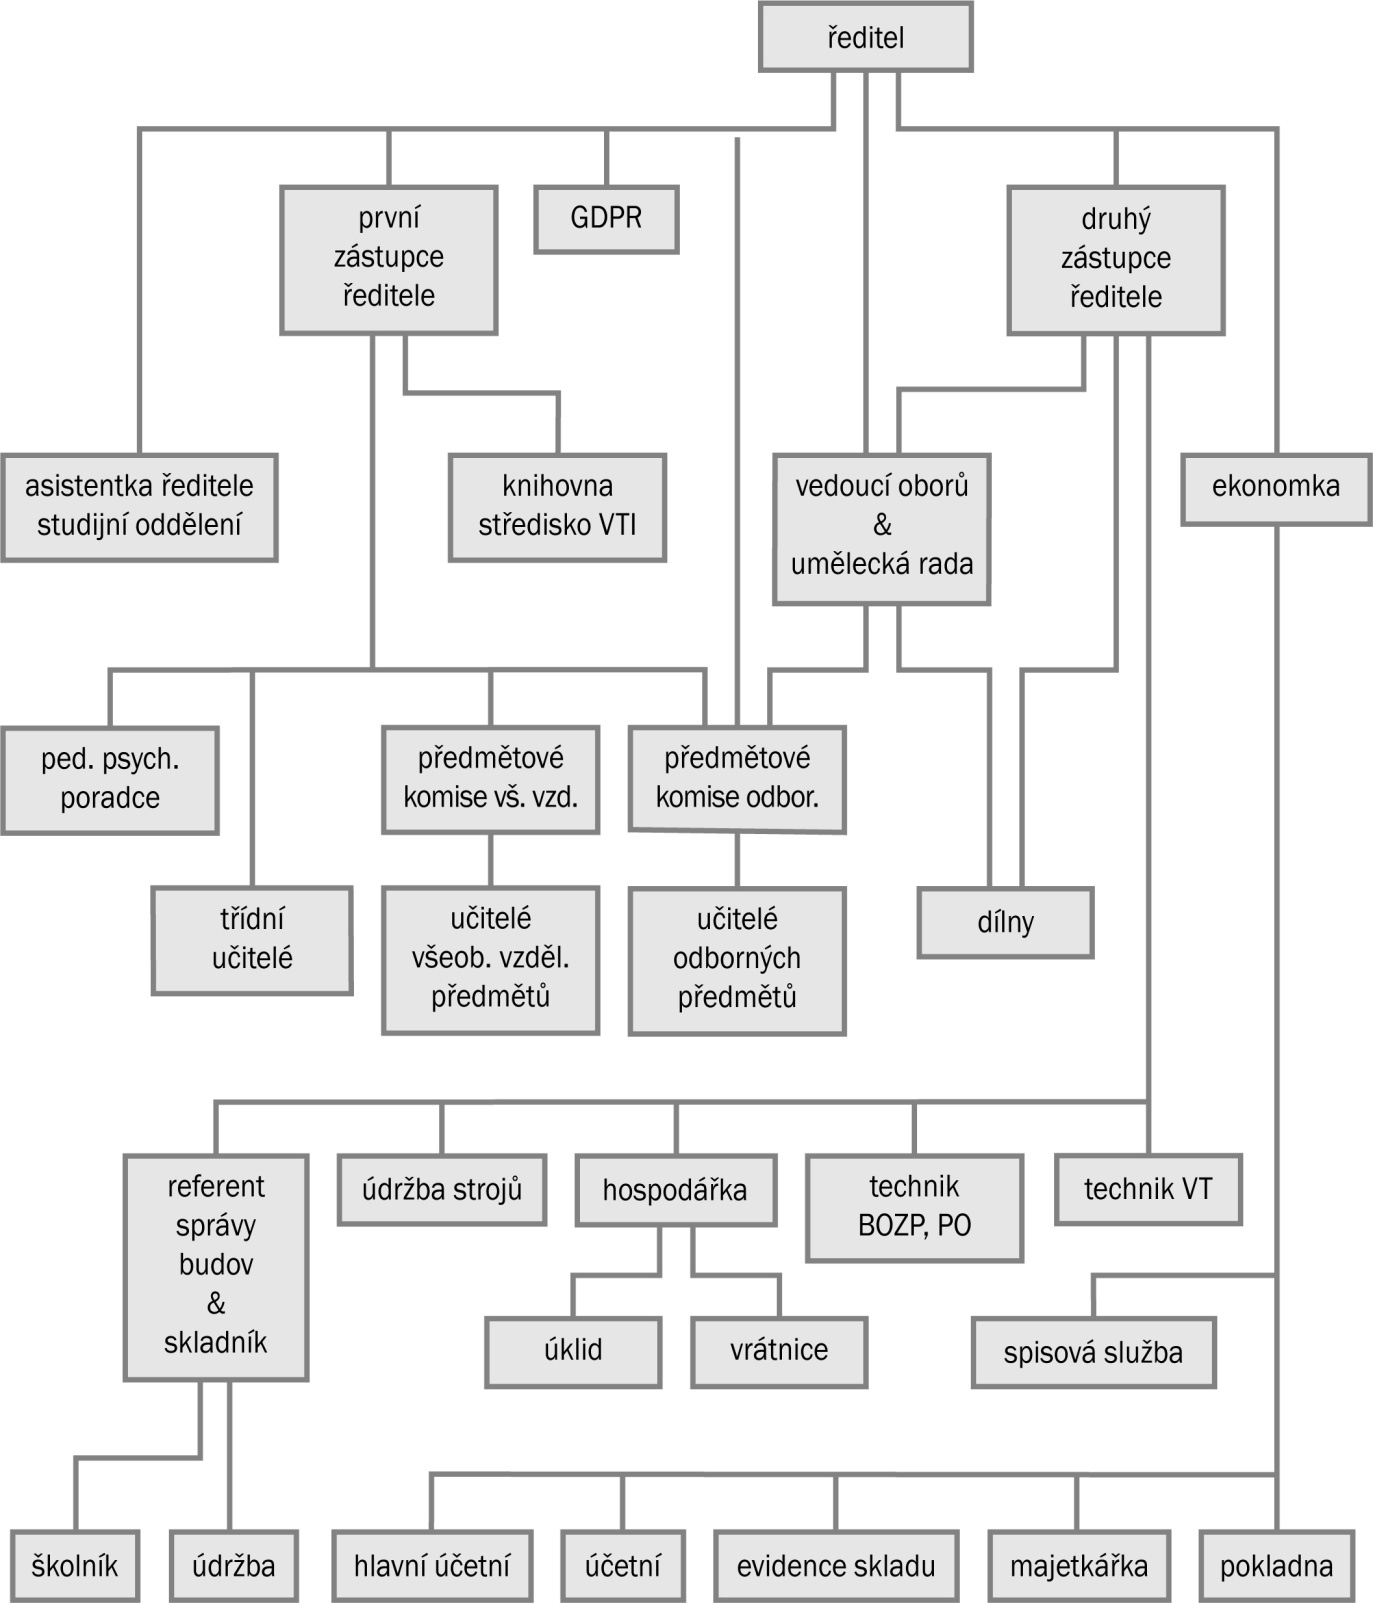 ředitel
první
zástupce
ředitele
GDPR
druhý
zástupce
ředitele
asistentka ředitele
studijní oddělení
knihovna
středisko VTI
vedoucí oborů
&
umělecká rada
ekonomka
ped. psych.
poradce
předmětové
komise vš. vzd.
předmětové
komise odbor.
třídní
učitelé
učitelé
všeob. vzděl.
předmětů
učitelé
odborných
předmětů
dílny
referent
správy
budov
&
skladník
údržba strojů
hospodářka
technik
BOZP, PO
technik VT
úklid
vrátnice
spisová služba
školník
údržba
hlavní účetní
účetní
evidence skladu
majetkářka
pokladna